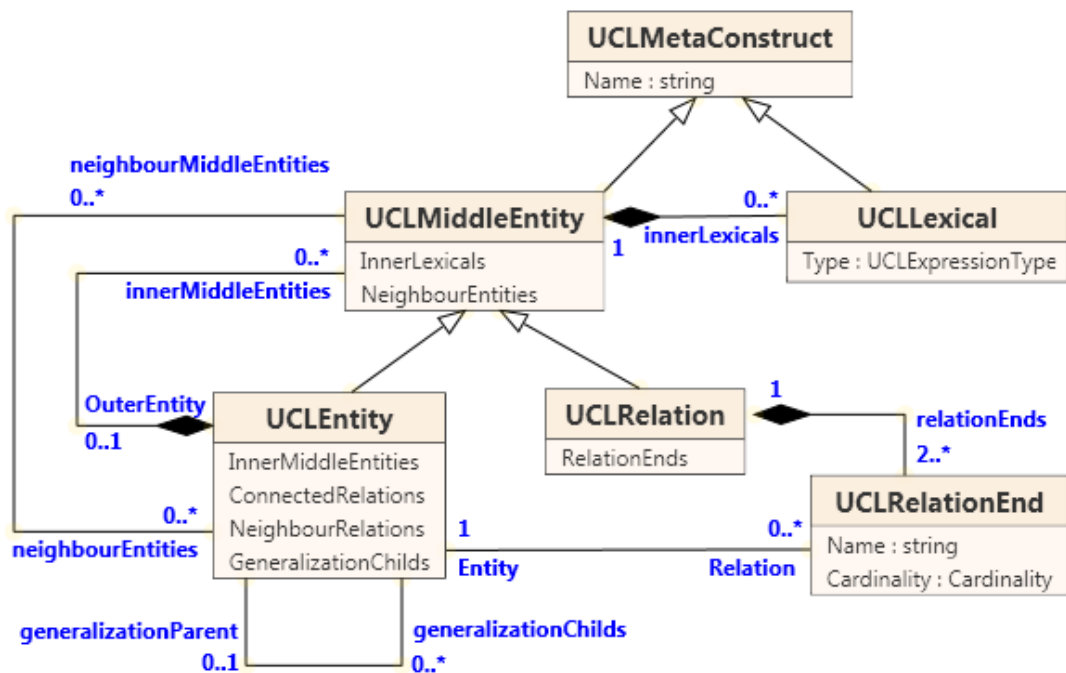 UCLMetaConstruct
Name : string
neighbourMiddleEntities
0..*
UCLMiddleEntity
InnerLexicals
NeighbourEntities
1
innerLexicals
0..*
UCLLexical
Type : UCLExpressionType
0..*
innerMiddleEntities
OuterEntity
0..1
UCLEntity
InnerMiddleEntities
ConnectedRelations
NeighbourRelations
GeneralizationChilds
UCLRelation
RelationEnds
1
relationEnds
2..*
UCLRelationEnd
Name : string
Cardinality : Cardinality
0..*
neighbourEntities
1
Entity
0..*
Relation
generalizationParent
0..1
generalizationChilds
0..*